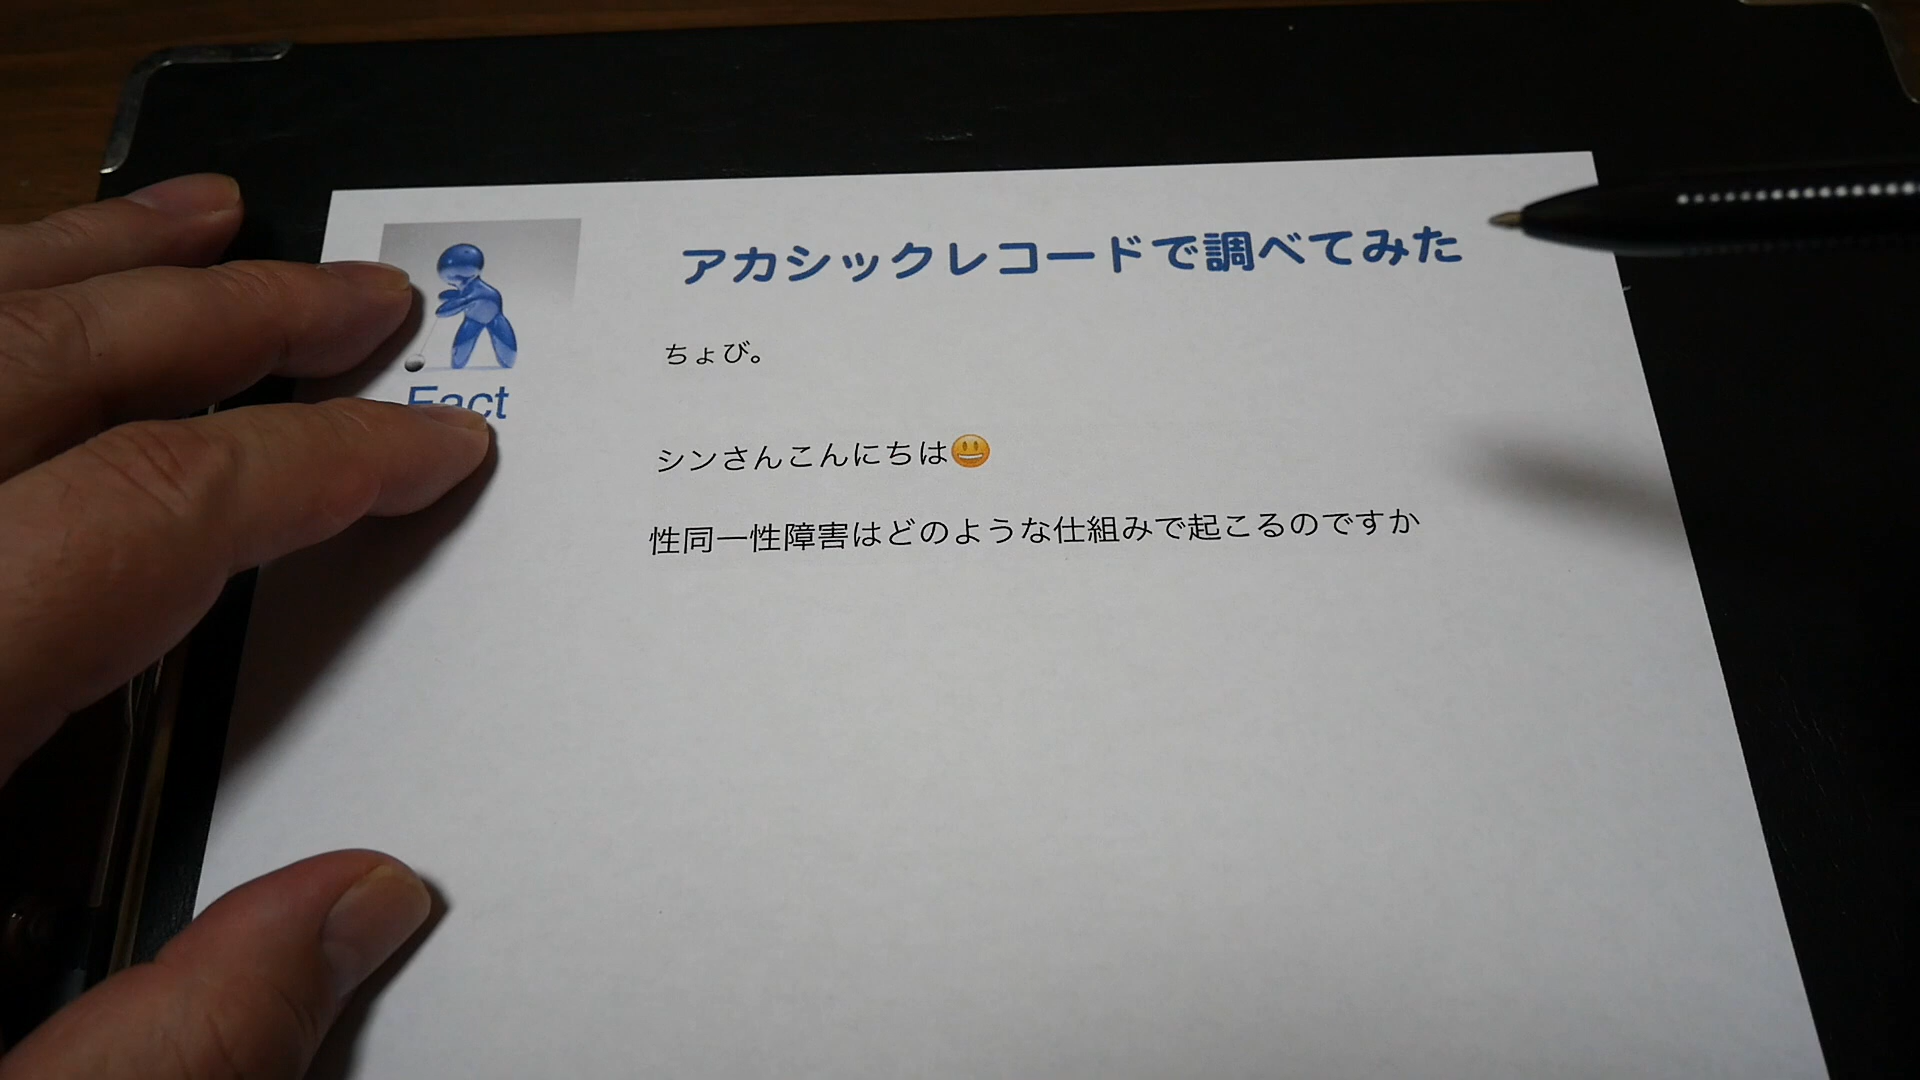 アカシックレコードで調べてみた
Fact
ちょび。
シンさんこんにちは😃
性同一性障害はどのような仕組みで起こるのですか